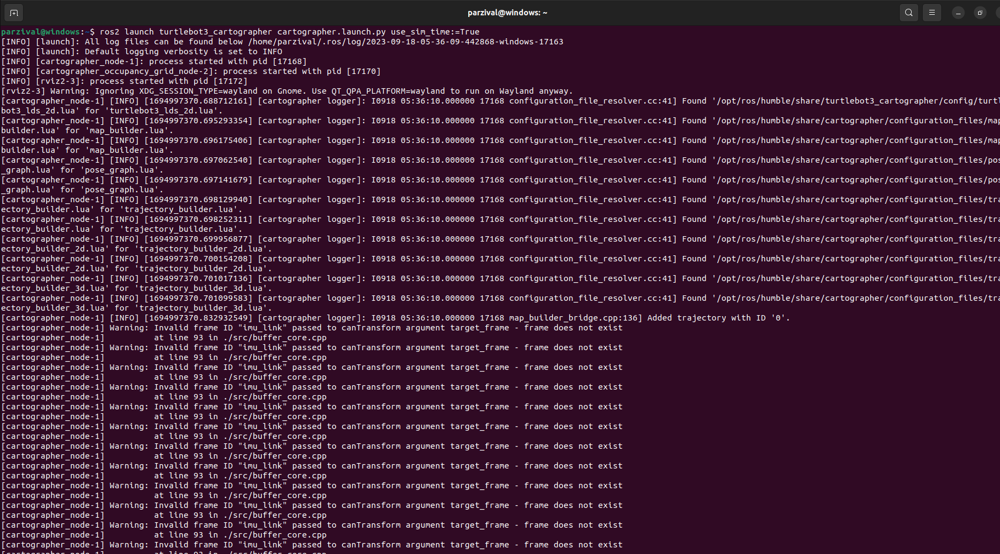 parzival@windows: ~
parzival@windows:~$ ros2 launch turtlebot3_cartographer cartographer.launch.py use_sim_time:=True
[INFO] [launch]: All log files can be found below /home/parzival/.ros/log/2023-09-18-05-36-09-442868-windows-17163
[INFO] [launch]: Default logging verbosity is set to INFO
[INFO] [cartographer_node-1]: process started with pid [17168]
[INFO] [cartographer_occupancy_grid_node-2]: process started with pid [17170]
[INFO] [rviz2-3]: process started with pid [17172]
[rviz2-3] Warning: Ignoring XDG_SESSION_TYPE=wayland on Gnome. Use QT_QPA_PLATFORM=wayland to run on Wayland anyway.
[cartographer_node-1] [INFO] [1694997370.688712161] [cartographer logger]: I0918 05:36:10.000000 17168 configuration_file_resolver.cc:41] Found '/opt/ros/humble/share/turtlebot3_cartographer/config/turtl
bot3_lds_2d.lua' for 'turtlebot3_lds_2d.lua'.
[cartographer_node-1] [INFO] [1694997370.695293354] [cartographer logger]: I0918 05:36:10.000000 17168 configuration_file_resolver.cc:41] Found '/opt/ros/humble/share/cartographer/configuration_files/map
builder.lua' for 'map_builder.lua'.
[cartographer_node-1] [INFO] [1694997370.696175406] [cartographer logger]: I0918 05:36:10.000000 17168 configuration_file_resolver.cc:41] Found '/opt/ros/humble/share/cartographer/configuration_files/map
builder.lua' for 'map_builder.lua'.
[cartographer_node-1] [INFO] [1694997370.697062540] [cartographer logger]: I0918 05:36:10.000000 17168 configuration_file_resolver.cc:41] Found '/opt/ros/humble/share/cartographer/configuration_files/pos
_graph.lua' for 'pose_graph.lua'.
[cartographer_node-1] [INFO] [1694997370.697141679] [cartographer logger]: I0918 05:36:10.000000 17168 configuration_file_resolver.cc:41] Found '/opt/ros/humble/share/cartographer/configuration_files/pos
_graph.lua' for 'pose_graph.lua'.
[cartographer_node-1] [INFO] [1694997370.698129940] [cartographer logger]: I0918 05:36:10.000000 17168 configuration_file_resolver.cc:41] Found '/opt/ros/humble/share/cartographer/configuration_files/tra
ectory_builder.lua' for 'trajectory_builder.lua'.
[cartographer_node-1] [INFO] [1694997370.698252311] [cartographer logger]: I0918 05:36:10.000000 17168 configuration_file_resolver.cc:41] Found '/opt/ros/humble/share/cartographer/configuration_files/tra
ectory_builder.lua' for 'trajectory_builder.lua'.
[cartographer_node-1] [INFO] [1694997370.699956877] [cartographer logger]: I0918 05:36:10.000000 17168 configuration_file_resolver.cc:41] Found '/opt/ros/humble/share/cartographer/configuration_files/tra
ectory_builder_2d.lua' for 'trajectory_builder_2d.lua'.
[cartographer_node-1] [INFO] [1694997370.700154208] [cartographer logger]: I0918 05:36:10.000000 17168 configuration_file_resolver.cc:41] Found '/opt/ros/humble/share/cartographer/configuration_files/tra
ectory_builder_2d.lua' for 'trajectory_builder_2d.lua'.
[cartographer_node-1] [INFO] [1694997370.701017136] [cartographer logger]: I0918 05:36:10.000000 17168 configuration_file_resolver.cc:41] Found '/opt/ros/humble/share/cartographer/configuration_files/tra
ectory_builder_3d.lua' for 'trajectory_builder_3d.lua'.
[cartographer_node-1] [INFO] [1694997370.701099583] [cartographer logger]: I0918 05:36:10.000000 17168 configuration_file_resolver.cc:41] Found '/opt/ros/humble/share/cartographer/configuration_files/tra
ectory_builder_3d.lua' for 'trajectory_builder_3d.lua'.
[cartographer_node-1] [INFO] [1694997370.832932549] [cartographer logger]: I0918 05:36:10.000000 17168 map_builder_bridge.cpp:136] Added trajectory with ID '0'.
[cartographer_node-1] Warning: Invalid frame ID "imu_link" passed to canTransform argument target_frame - frame does not exist
[cartographer_node-1]          at line 93 in ./src/buffer_core.cpp
[cartographer_node-1] Warning: Invalid frame ID "imu_link" passed to canTransform argument target_frame - frame does not exist
[cartographer_node-1]          at line 93 in ./src/buffer_core.cpp
[cartographer_node-1] Warning: Invalid frame ID "imu_link" passed to canTransform argument target_frame - frame does not exist
[cartographer_node-1]          at line 93 in ./src/buffer_core.cpp
[cartographer_node-1] Warning: Invalid frame ID "imu_link" passed to canTransform argument target_frame - frame does not exist
[cartographer_node-1]          at line 93 in ./src/buffer_core.cpp
[cartographer_node-1] Warning: Invalid frame ID "imu_link" passed to canTransform argument target_frame - frame does not exist
[cartographer_node-1]          at line 93 in ./src/buffer_core.cpp
[cartographer_node-1] Warning: Invalid frame ID "imu_link" passed to canTransform argument target_frame - frame does not exist
[cartographer_node-1]          at line 93 in ./src/buffer_core.cpp
[cartographer_node-1] Warning: Invalid frame ID "imu_link" passed to canTransform argument target_frame - frame does not exist
[cartographer_node-1]          at line 93 in ./src/buffer_core.cpp
[cartographer_node-1] Warning: Invalid frame ID "imu_link" passed to canTransform argument target_frame - frame does not exist
[cartographer_node-1]          at line 93 in ./src/buffer_core.cpp
[cartographer_node-1] Warning: Invalid frame ID "imu_link" passed to canTransform argument target_frame - frame does not exist
[cartographer_node-1]          at line 93 in ./src/buffer_core.cpp
[cartographer_node-1] Warning: Invalid frame ID "imu_link" passed to canTransform argument target_frame - frame does not exist
[cartographer_node-1]          at line 93 in ./src/buffer_core.cpp
[cartographer_node-1] Warning: Invalid frame ID "imu_link" passed to canTransform argument target_frame - frame does not exist
[cartographer_node-1]          at line 93 in ./src/buffer_core.cpp
[cartographer_node-1] Warning: Invalid frame ID "imu_link" passed to canTransform argument target_frame - frame does not exist
[cartographer_node-1]          at line 93 in ./src/buffer_core.cpp